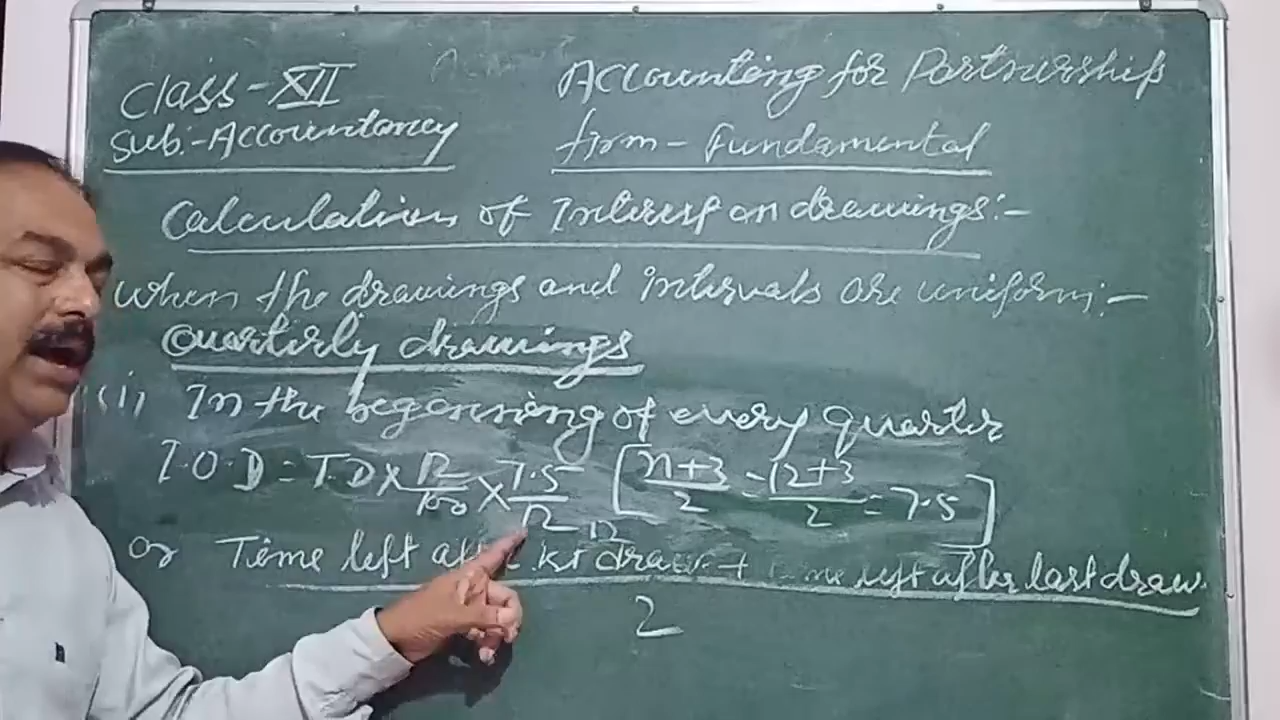 Class - XII
Sub:- Accountancy
Accounting for Partnership
firm - Fundamental
Calculation of Interest on drawings:-
When the drawings and intervals are uniform:-
Quarterly drawings
(i) In the beginning of every quarter
I.O.D = T.D × 12/100 × 7.5/12 [n+3/2 = 12+3/2 = 7.5]
12
Or Time left after 1st draw. + time left after last draw.
2